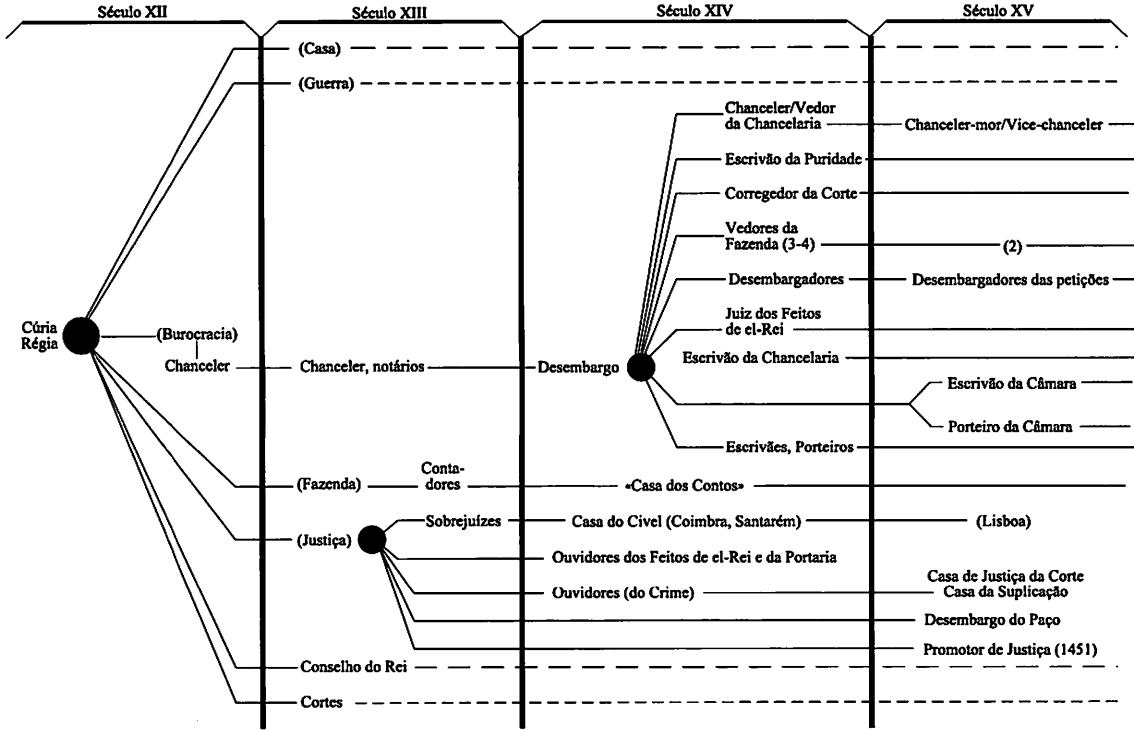 Século XII
Século XIII
Século XIV
Século XV
(Casa)
(Guerra)
Chanceler/Vedor
da Chancelaria
Chanceler-mor/Vice-chanceler
Escrivão da Puridade
Corregedor da Corte
Vedores da
Fazenda (3-4)
(2)
Desembargadores
Desembargadores das petições
Cúria
Régia
(Burocracia)
Juiz dos Feitos
de el-Rei
Escrivão da Chancelaria
Chanceler
Chanceler, notários
Desembargo
Escrivão da Câmara
Porteiro da Câmara
Escrivães, Porteiros
(Fazenda)
Conta-
dores
«Casa dos Contos»
(Justiça)
Sobrejuízes
Casa do Civel (Coimbra, Santarém)
(Lisboa)
Ouvidores dos Feitos de el-Rei e da Portaria
Ouvidores (do Crime)
Casa de Justiça da Corte
Casa da Suplicação
Desembargo do Paço
Promotor de Justiça (1451)
Conselho do Rei
Cortes